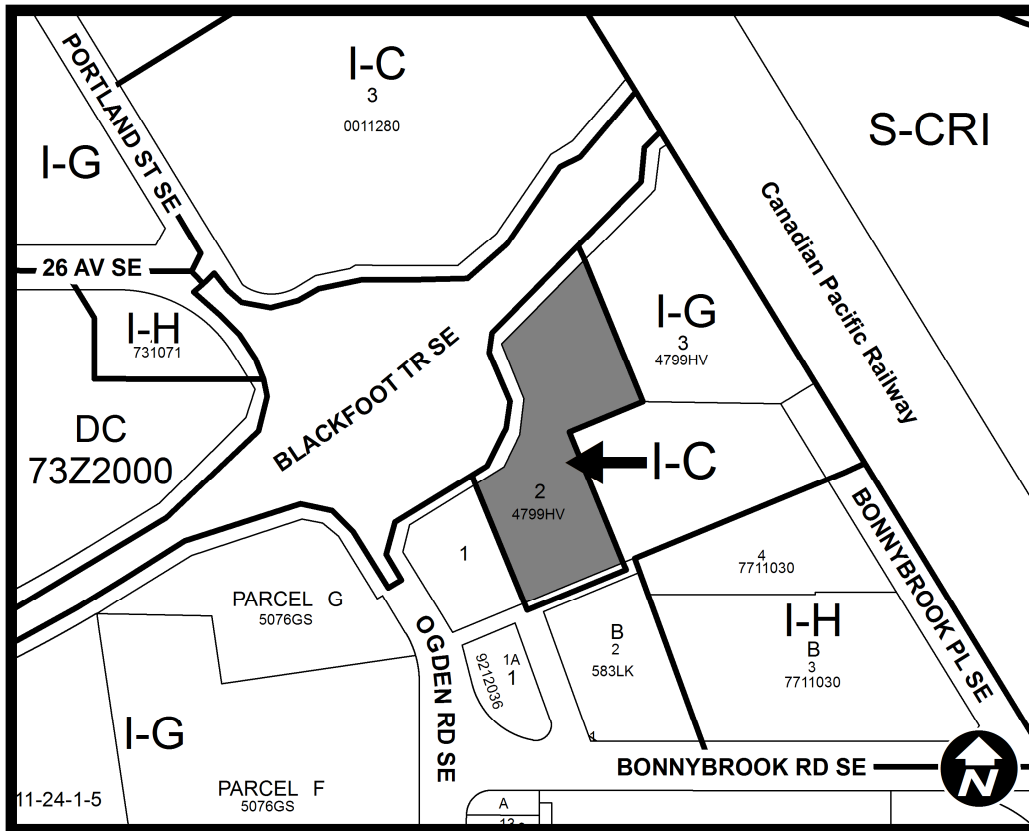 PORTLAND ST SE
I-C
3
0011280
S-CRI
I-G
Canadian Pacific Railway
26 AV SE
I-H
731071
I-G
3
4799HV
BLACKFOOT TR SE
DC
73Z2000
I-C
2
4799HV
1
BONNYBROOK PL SE
4
7711030
PARCEL G
5076GS
OGDEN RD SE
1A
1
9212036
B
2
583LK
I-H
B
3
7711030
I-G
1
BONNYBROOK RD SE
N
PARCEL F
5076GS
11-24-1-5
A